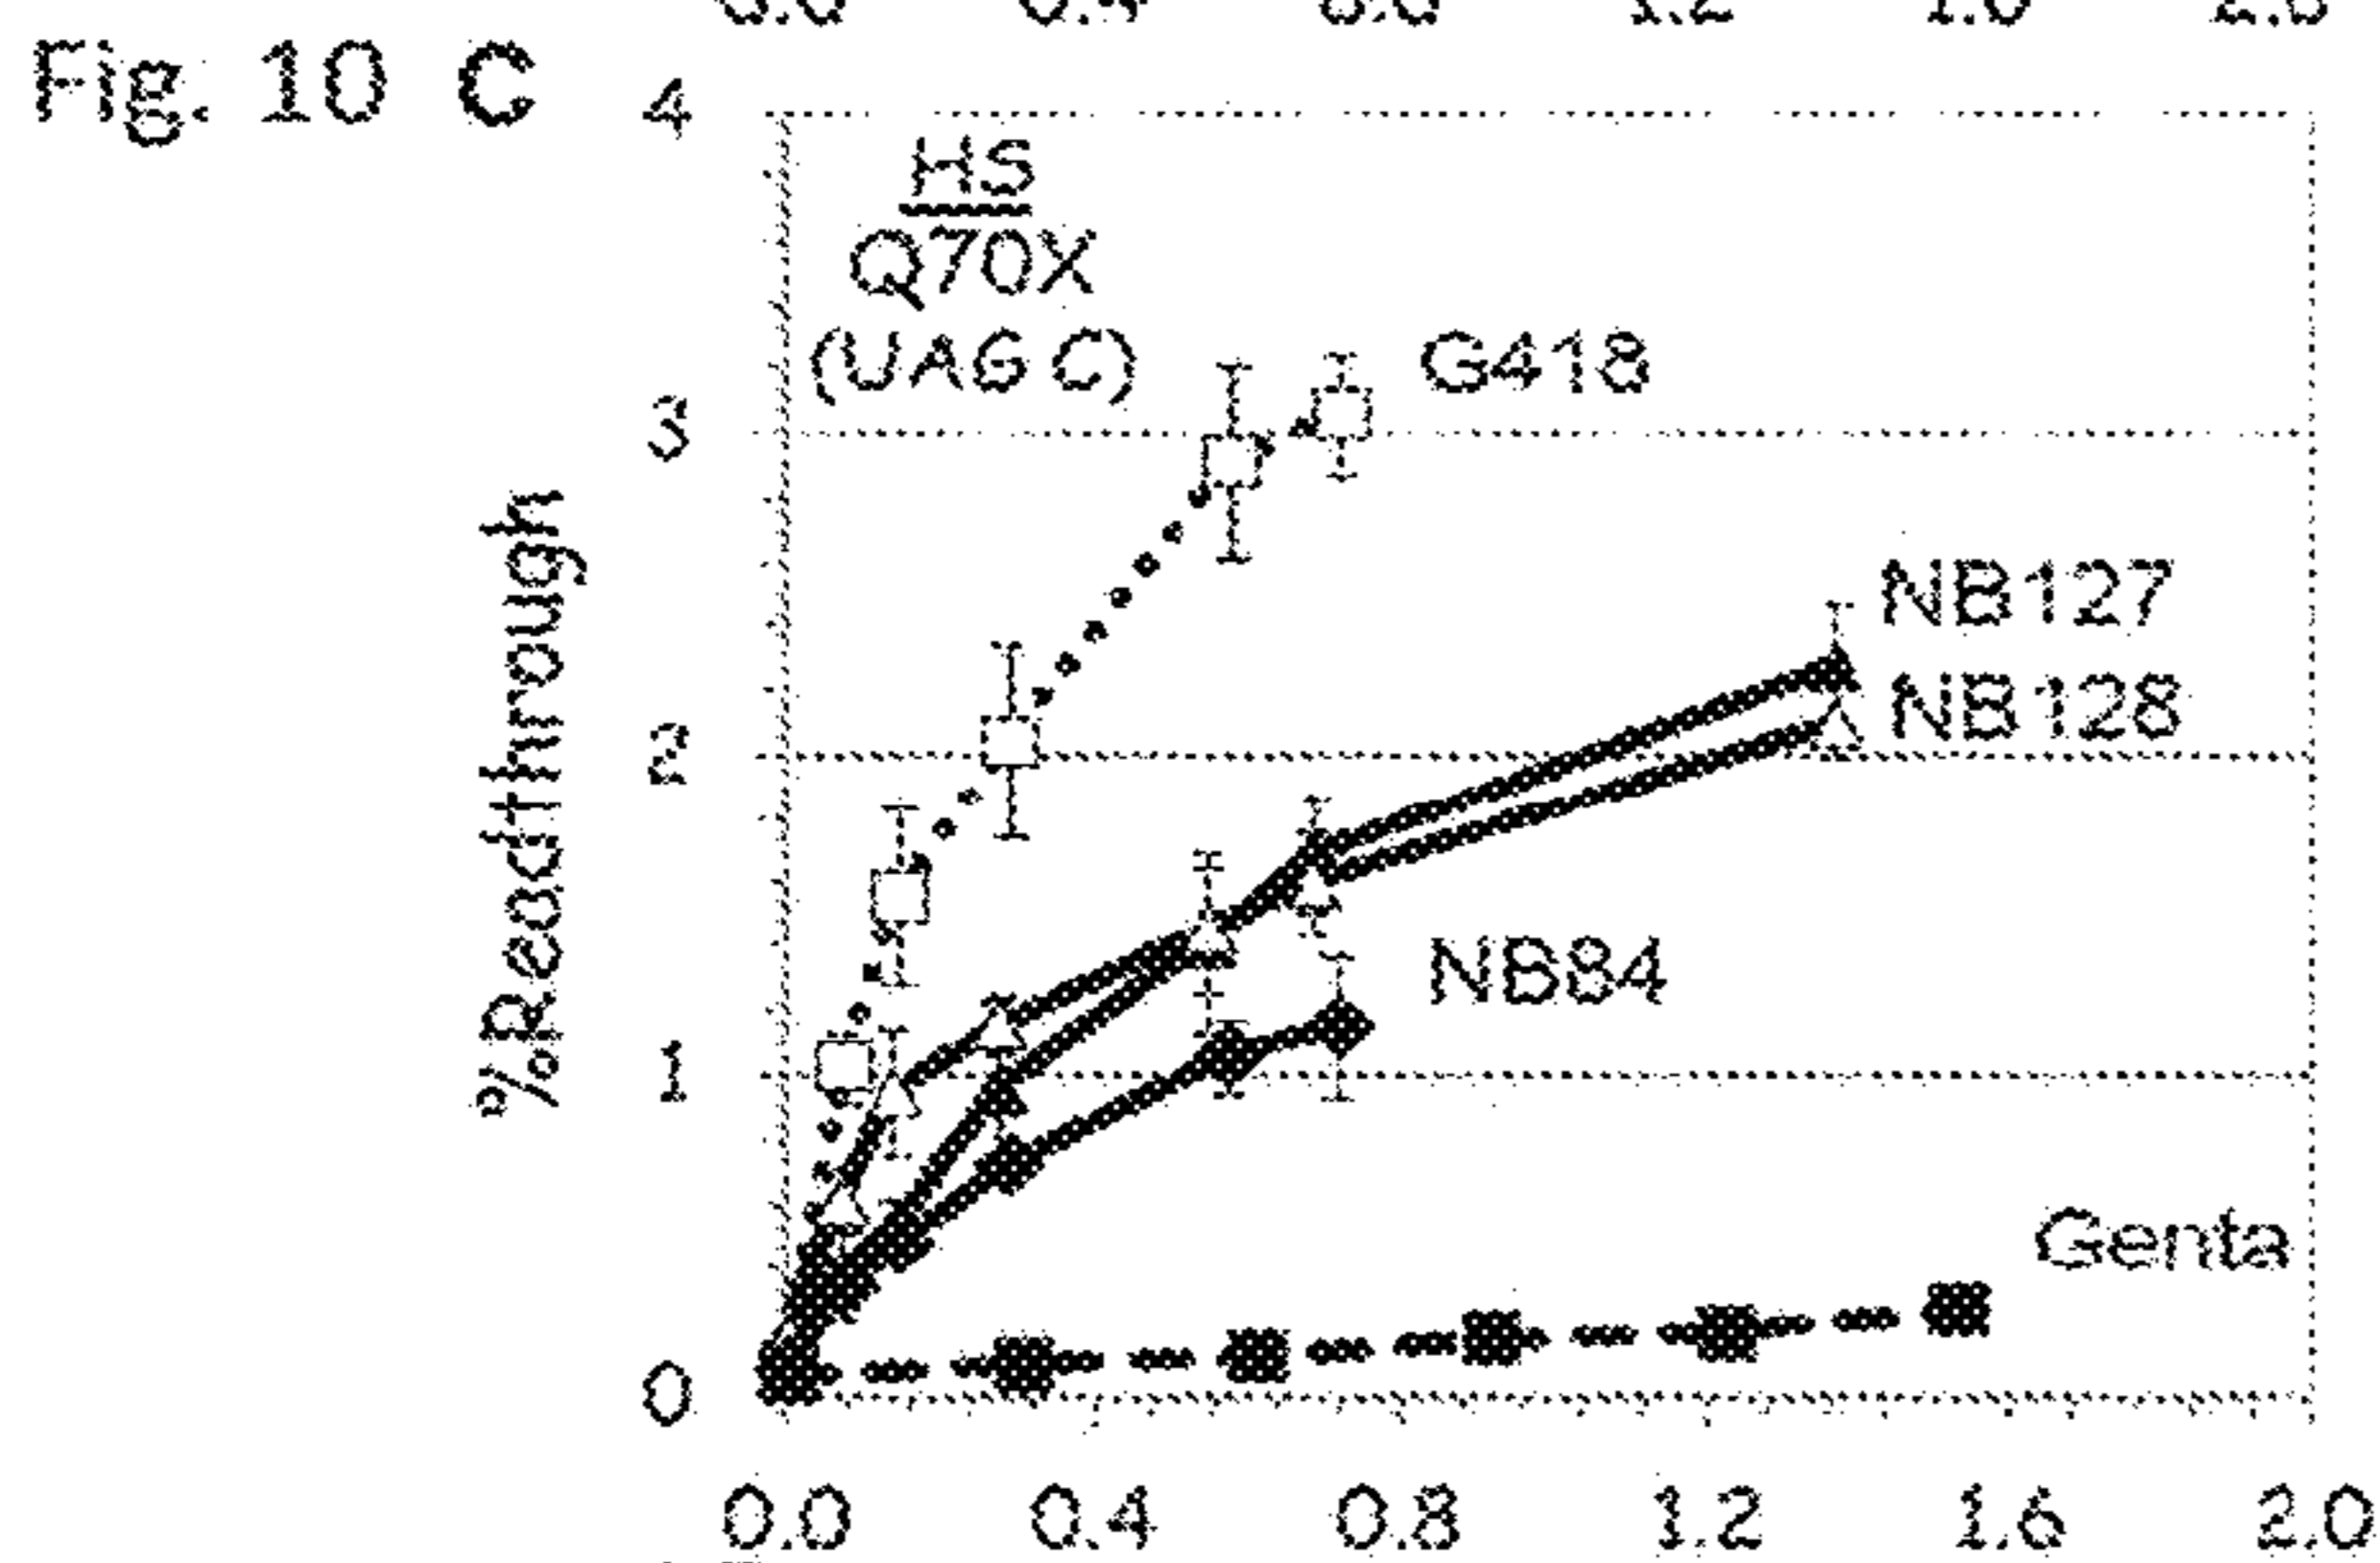 Fig. 10 C
4
HS
Q70X
(UAG C)
G418
3
%Readthrough
NB127
NB128
2
NB84
1
Genta
0
0.0 0.4 0.8 1.2 1.6 2.0